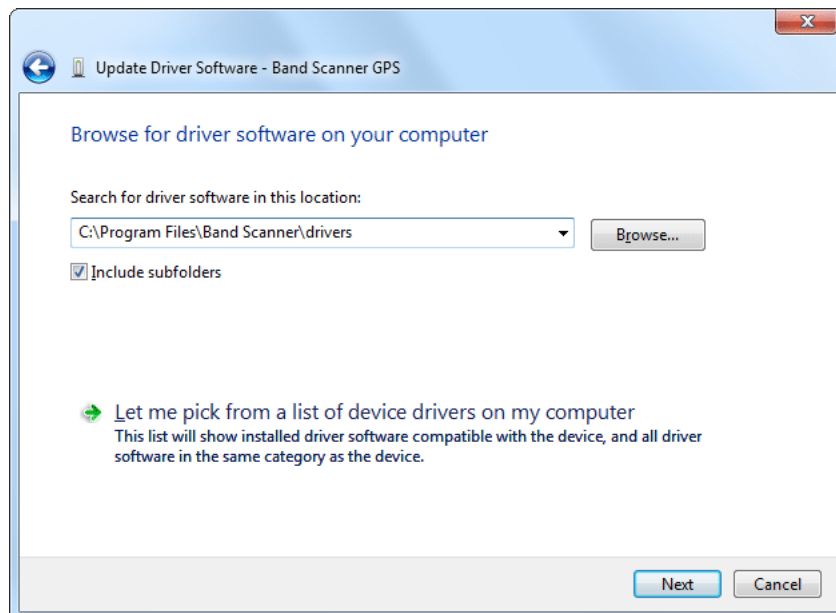 Update Driver Software - Band Scanner GPS
Browse for driver software on your computer
Search for driver software in this location:
C:\Program Files\Band Scanner\drivers
Browse...
Include subfolders
Let me pick from a list of device drivers on my computer
This list will show installed driver software compatible with the device, and all driver
software in the same category as the device.
Next
Cancel